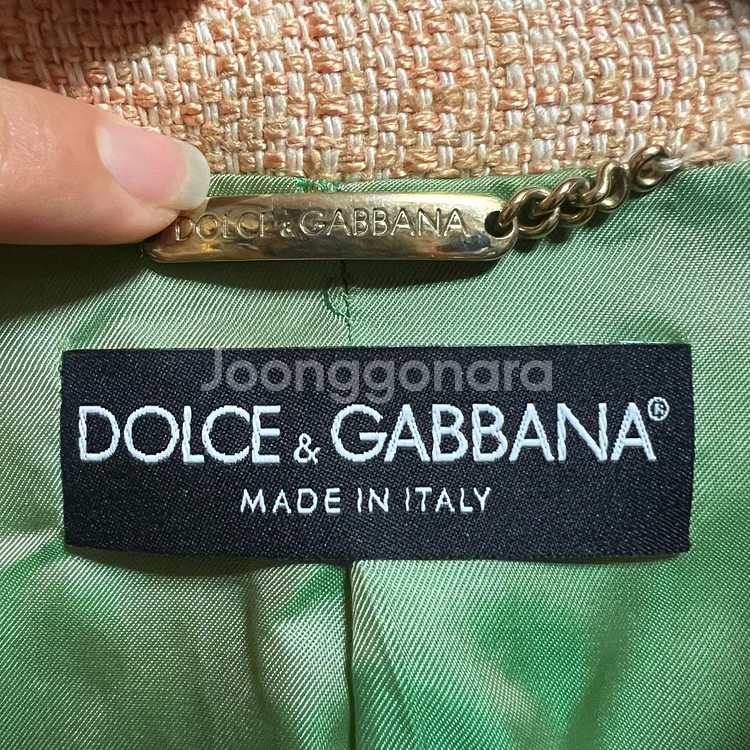 DOLCE & GABBANA
Joonggonara
DOLCE & GABBANA®
MADE IN ITALY